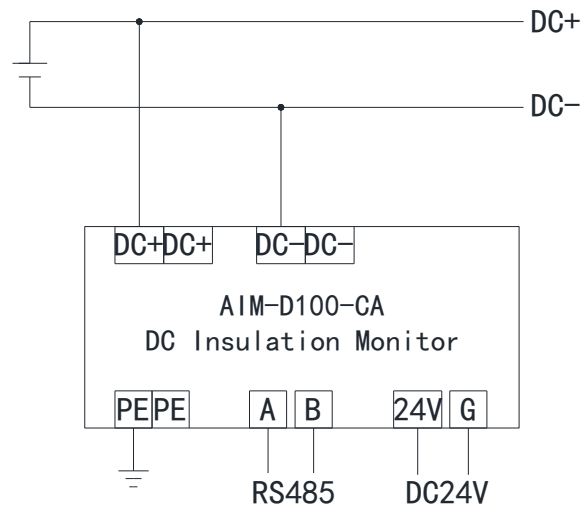 DC+
DC-
DC+ DC+ DC- DC-
AIM-D100-CA
DC Insulation Monitor
PE PE A B 24V G
RS485 DC24V